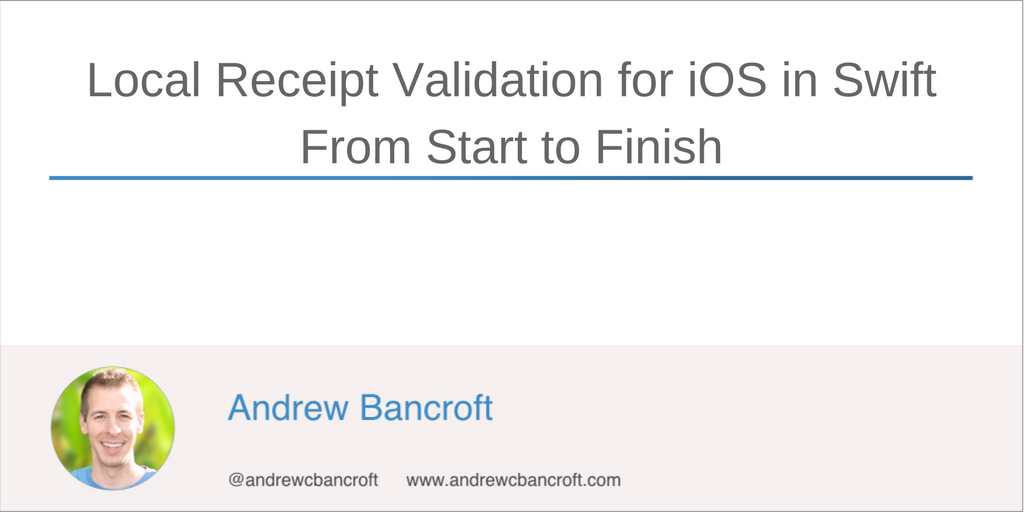 Local Receipt Validation for iOS in Swift
From Start to Finish
Andrew Bancroft
@andrewcbancroft www.andrewcbancroft.com